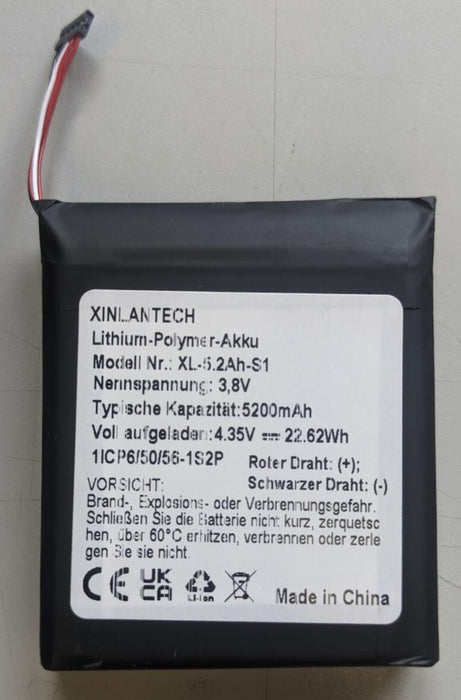 XINLANTECH
Lithium-Polymer-Akku
Modell Nr.: XL-5.2Ah-S1
Nennspannung: 3,8V
Typische Kapazität:5200mAh
Voll aufgeladen:4.35V ⎓ 22.62Wh
1ICP6/50/56-1S2P Roter Draht: (+);
Schwarzer Draht: (-)
VORSICHT:
Brand-, Explosions- oder Verbrennungsgefahr.
Schließen Sie die Batterie nicht kurz, zerquetsc
hen, über 60°C erhitzen, verbrennen oder zerle
gen Sie sie nicht.
CE UK CA Li-ion Made in China